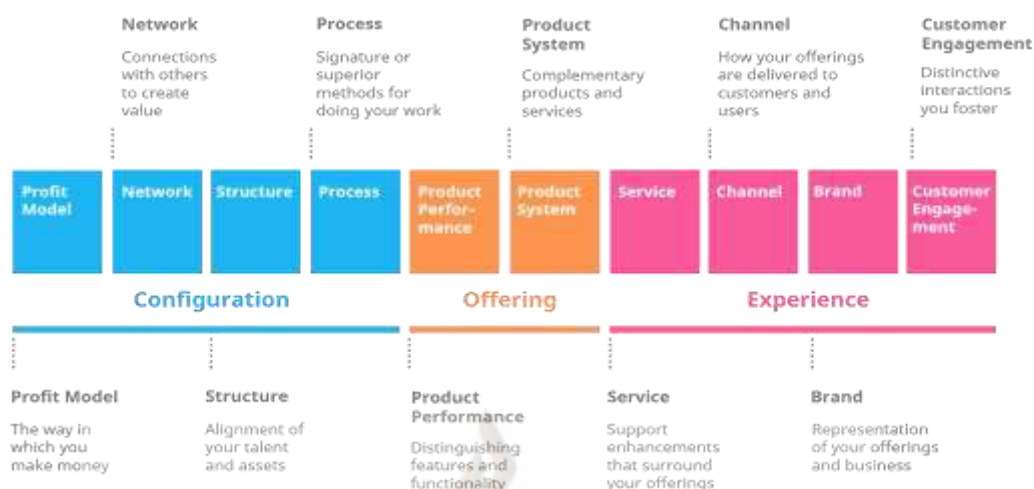 Network
Connections
with others
to create
value
Process
Signature or
superior
methods for
doing your work
Product
System
Complementary
products and
services
Channel
How your offerings
are delivered to
customers and
users
Customer
Engagement
Distinctive
interactions
you foster
Profit
Model
Network
Structure
Process
Product
Perfor-
mance
Product
System
Service
Channel
Brand
Customer
Engage-
ment
Configuration
Offering
Experience
Profit Model
The way in
which you
make money
Structure
Alignment of
your talent
and assets
Product
Performance
Distinguishing
features and
functionality
Service
Support
enhancements
that surround
your offerings
Brand
Representation
of your offerings
and business